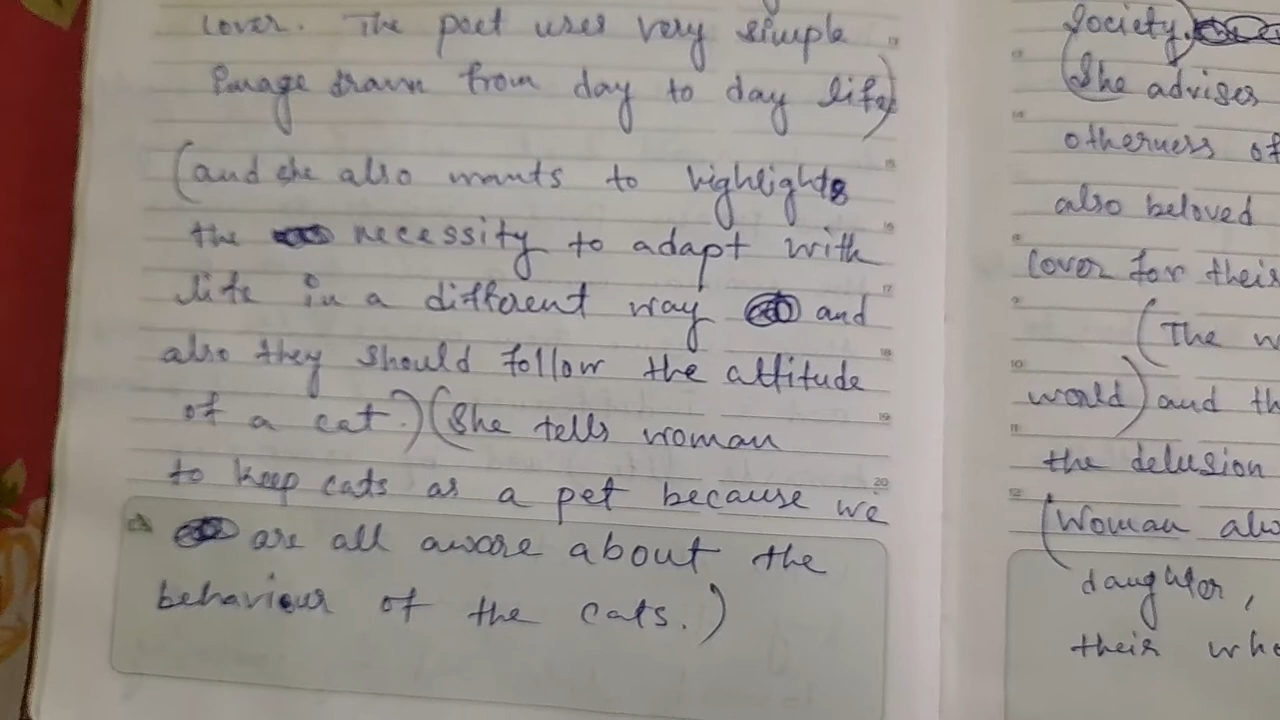 lover. The poet uses very simple
Image drawn from day to day life)
(and she also wants to highlights
the necessity to adapt with
life in a different way and
also they should follow the attitude
of a cat.) (She tells woman
to keep cats as a pet because we
are all aware about the
behaviour of the cats.)
society)
(She advises
otherness of
also beloved
lover for their
(The w
world) and th
the delusion
(Woman also
daughter,
their who